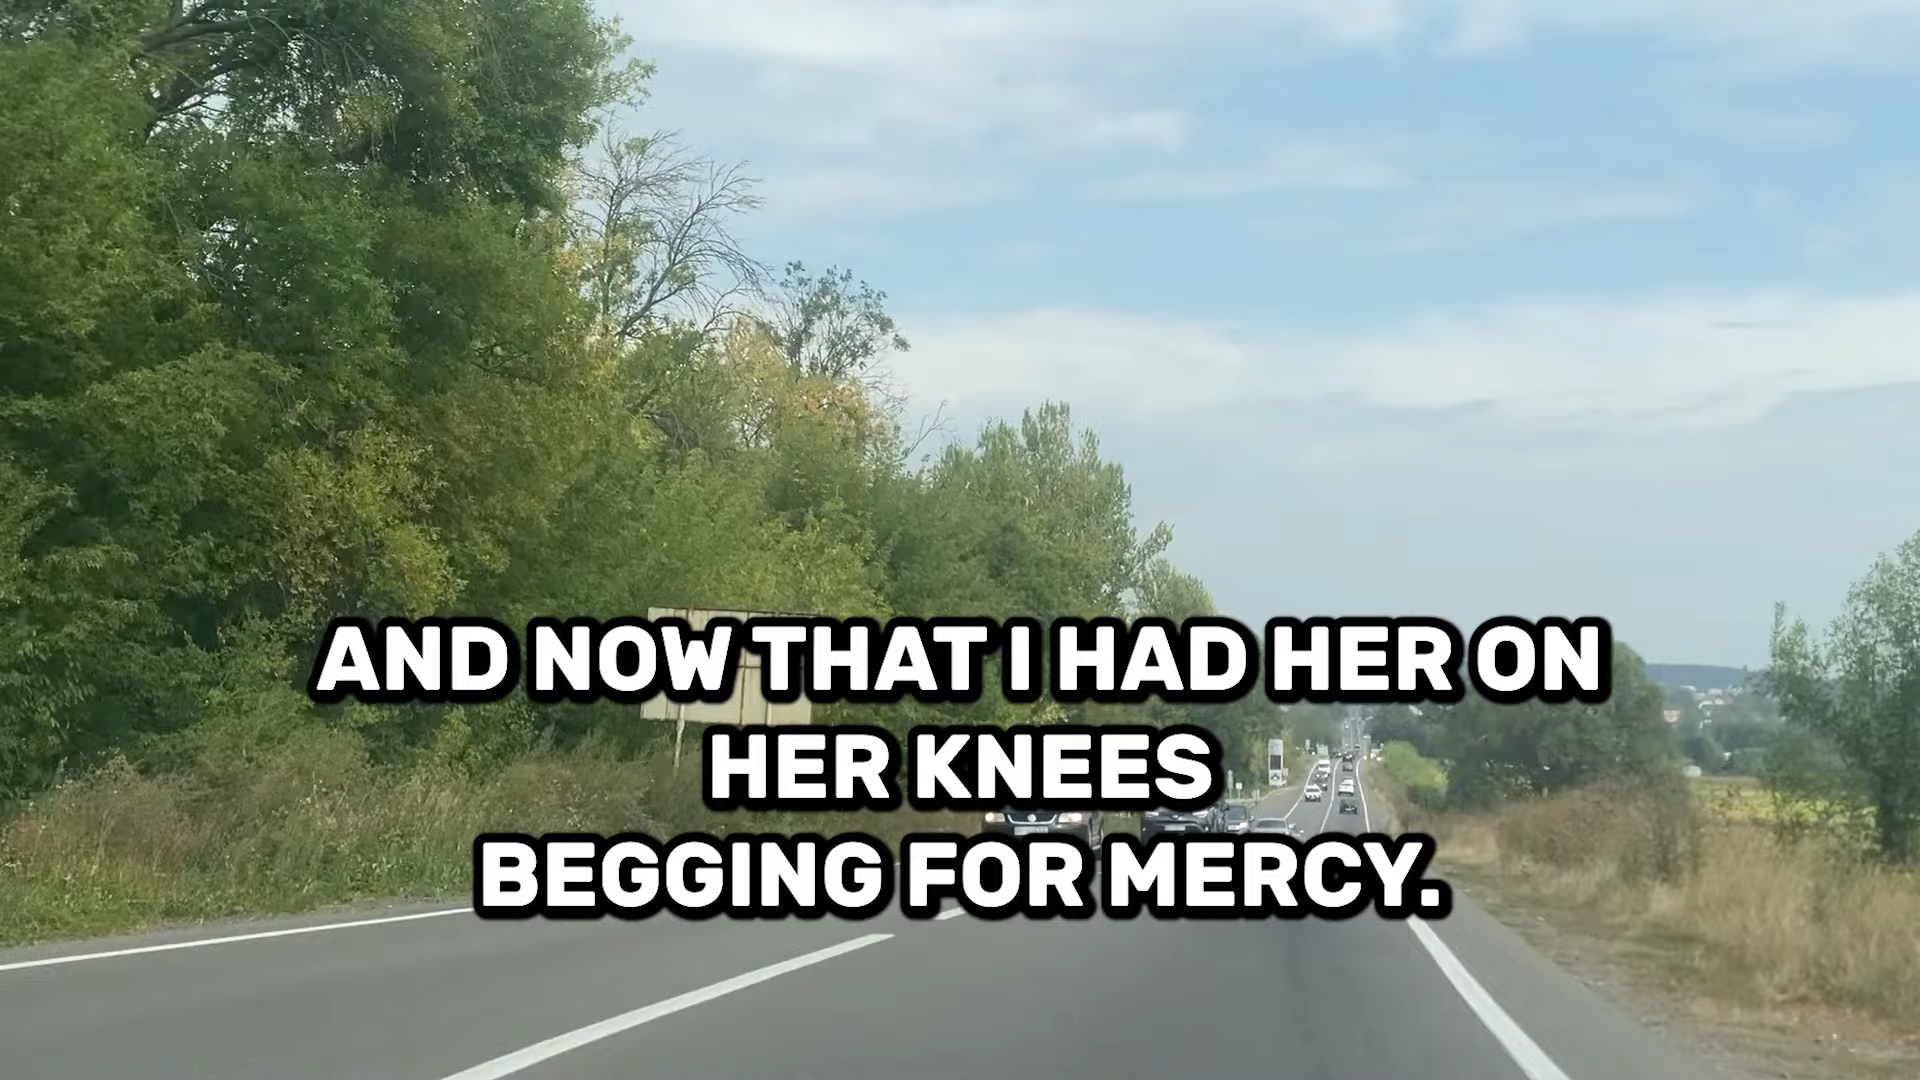 AND NOW THAT I HAD HER ON
HER KNEES
BEGGING FOR MERCY.